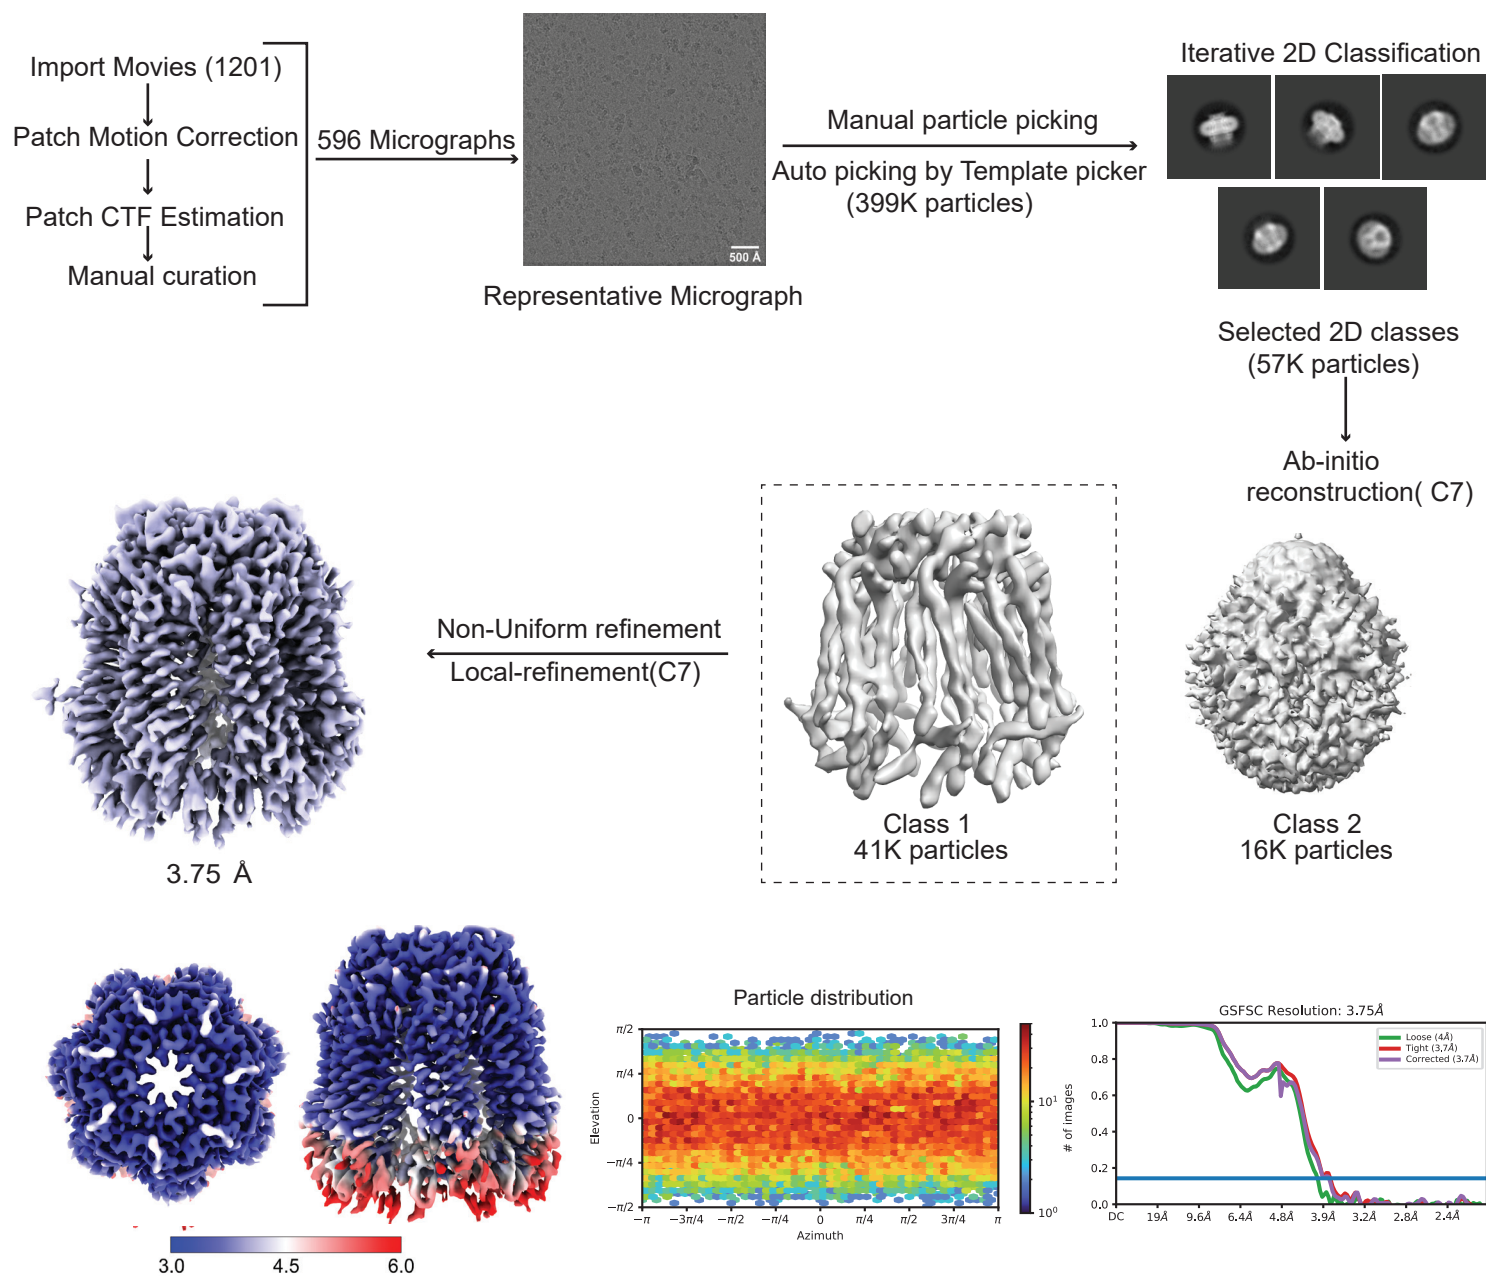 Import Movies (1201)
Patch Motion Correction
Patch CTF Estimation
Manual curation
596 Micrographs
500 Å
Representative Micrograph
Manual particle picking
Auto picking by Template picker
(399K particles)
Iterative 2D Classification
Selected 2D classes
(57K particles)
Ab-initio
reconstruction( C7)
Class 1
41K particles
Class 2
16K particles
Non-Uniform refinement
Local-refinement(C7)
3.75 Å
3.0 4.5 6.0
Particle distribution
π/2
π/4
0
−π/4
−π/2
Elevation
−π −3π/4 −π/2 −π/4 0 π/4 π/2 3π/4 π
Azimuth
10¹
10⁰
# of images
GSFSC Resolution: 3.75Å
1.0
0.8
0.6
0.4
0.2
0.0
Loose (4Å)
Tight (3.7Å)
Corrected (3.7Å)
DC 19Å 9.6Å 6.4Å 4.8Å 3.9Å 3.2Å 2.8Å 2.4Å